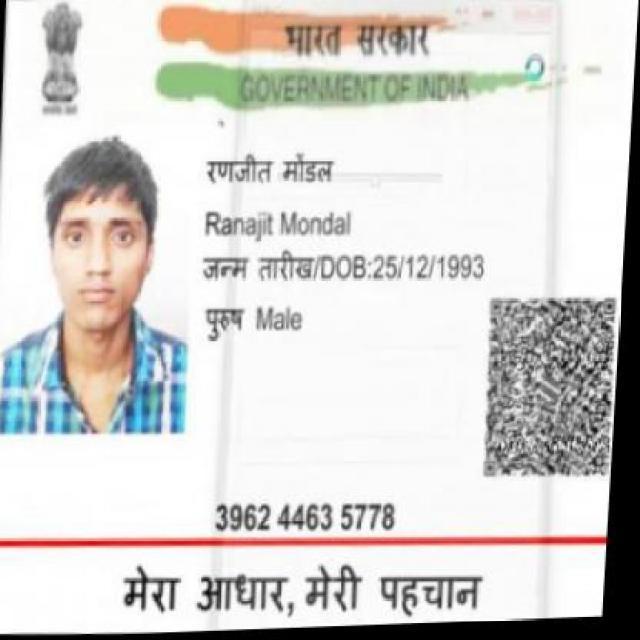 भारत सरकार
GOVERNMENT OF INDIA
रणजीत मोंडल
Ranajit Mondal
जन्म तारीख/DOB:25/12/1993
पुरुष Male
3962 4463 5778
मेरा आधार, मेरी पहचान